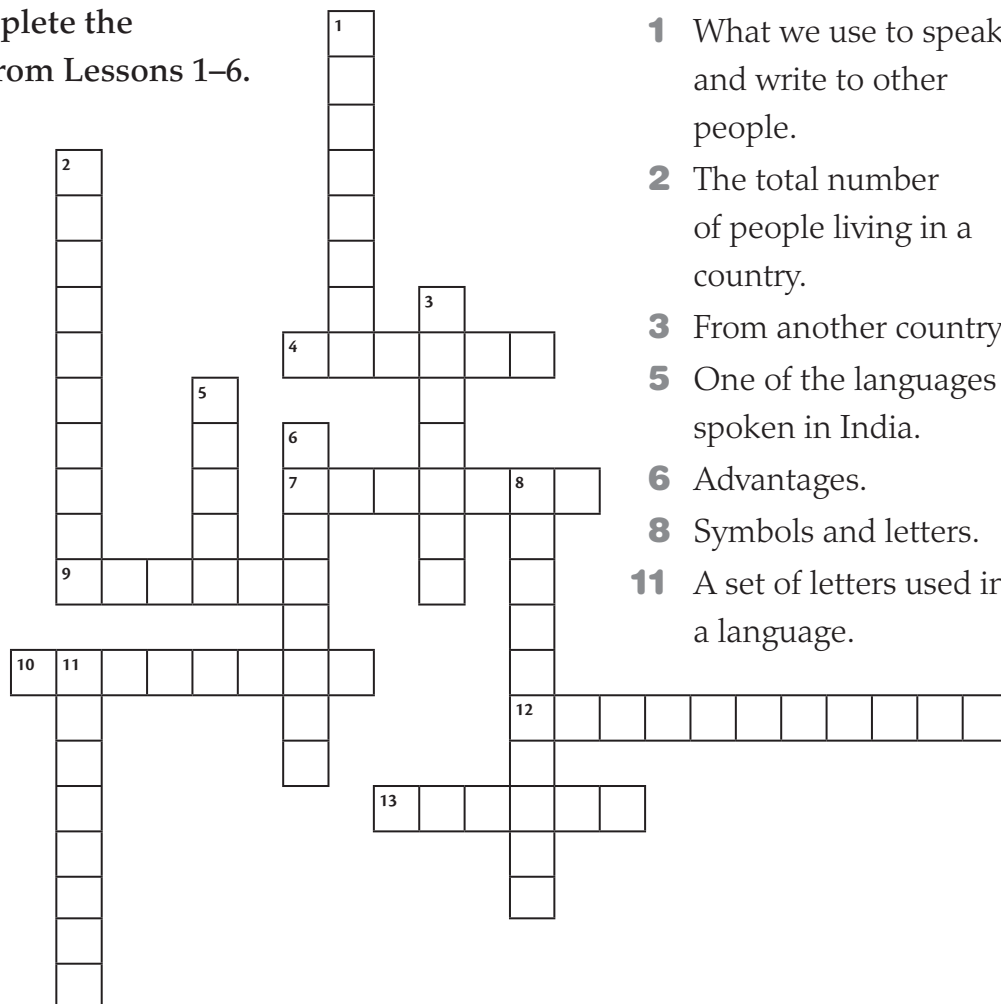 plete the
rom Lessons 1–6.
1 What we use to speak
and write to other
people.
2 The total number
of people living in a
country.
3 From another country
5 One of the languages
spoken in India.
6 Advantages.
8 Symbols and letters.
11 A set of letters used in
a language.
1
2
3
4
5
6
7 8
9
10 11
12
13